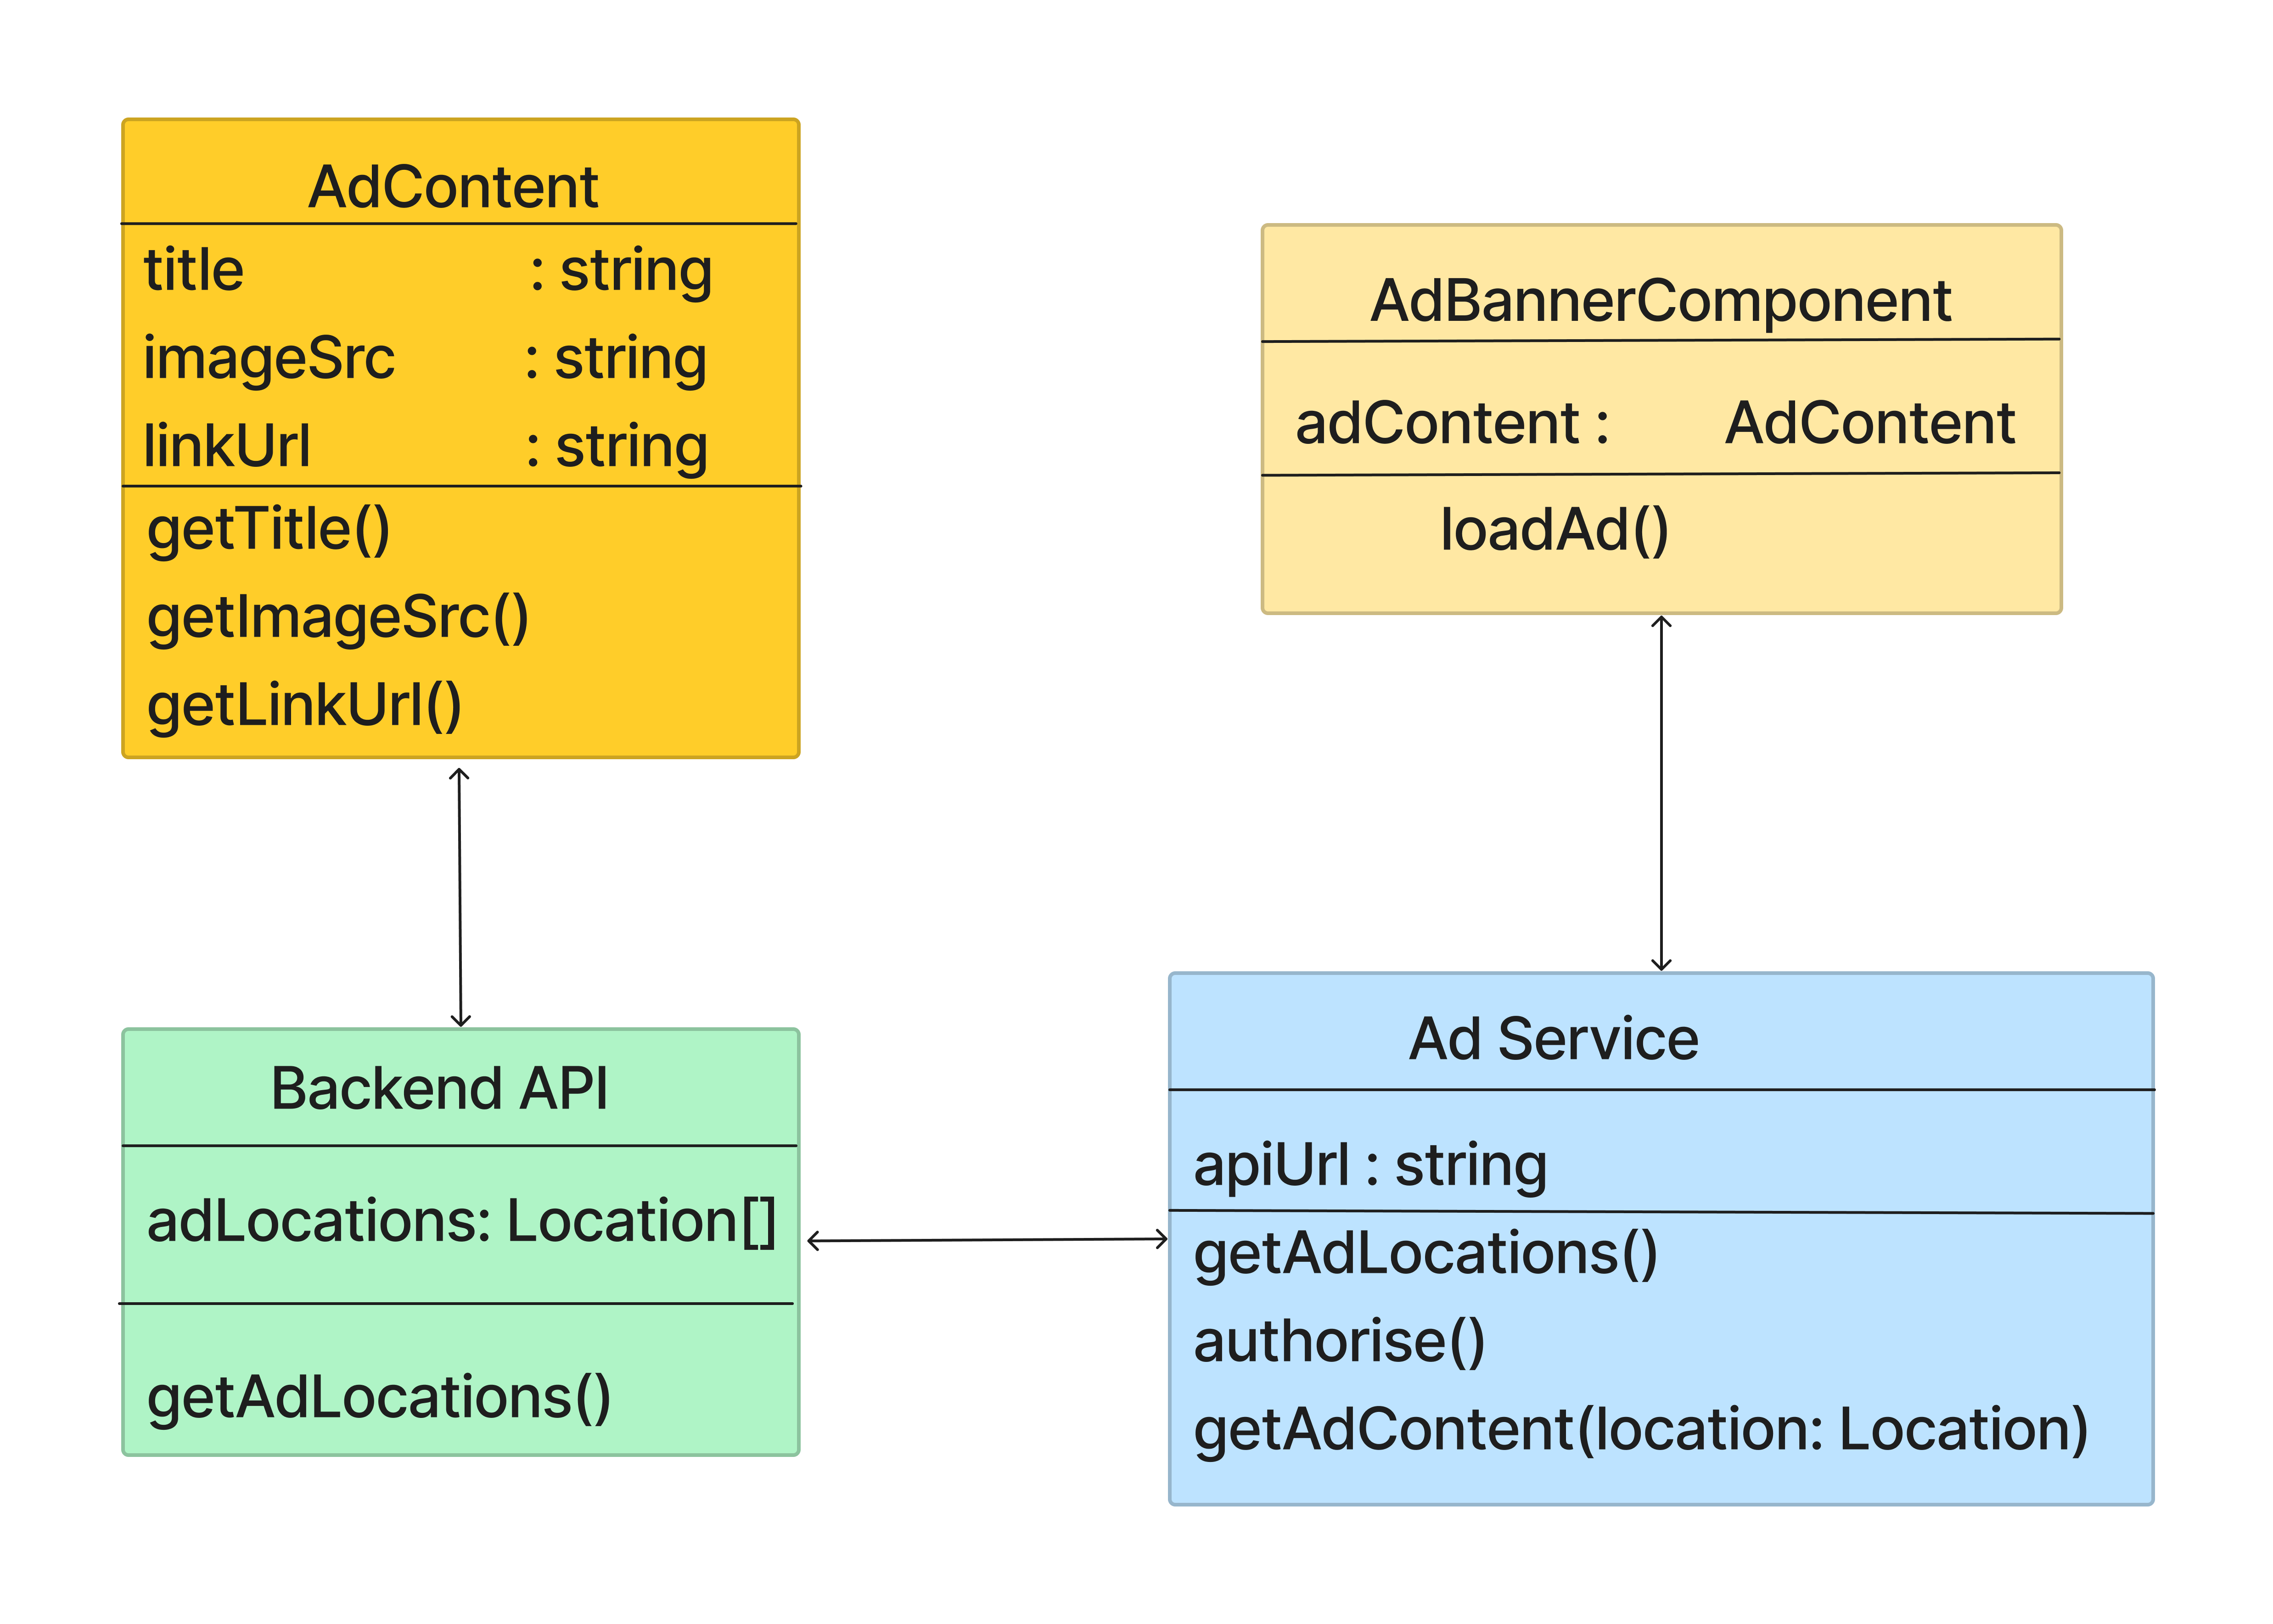 AdContent
title : string
imageSrc : string
linkUrl : string
getTitle()
getImageSrc()
getLinkUrl()
AdBannerComponent
adContent : AdContent
loadAd()
Backend API
adLocations: Location[]
getAdLocations()
Ad Service
apiUrl : string
getAdLocations()
authorise()
getAdContent(location: Location)